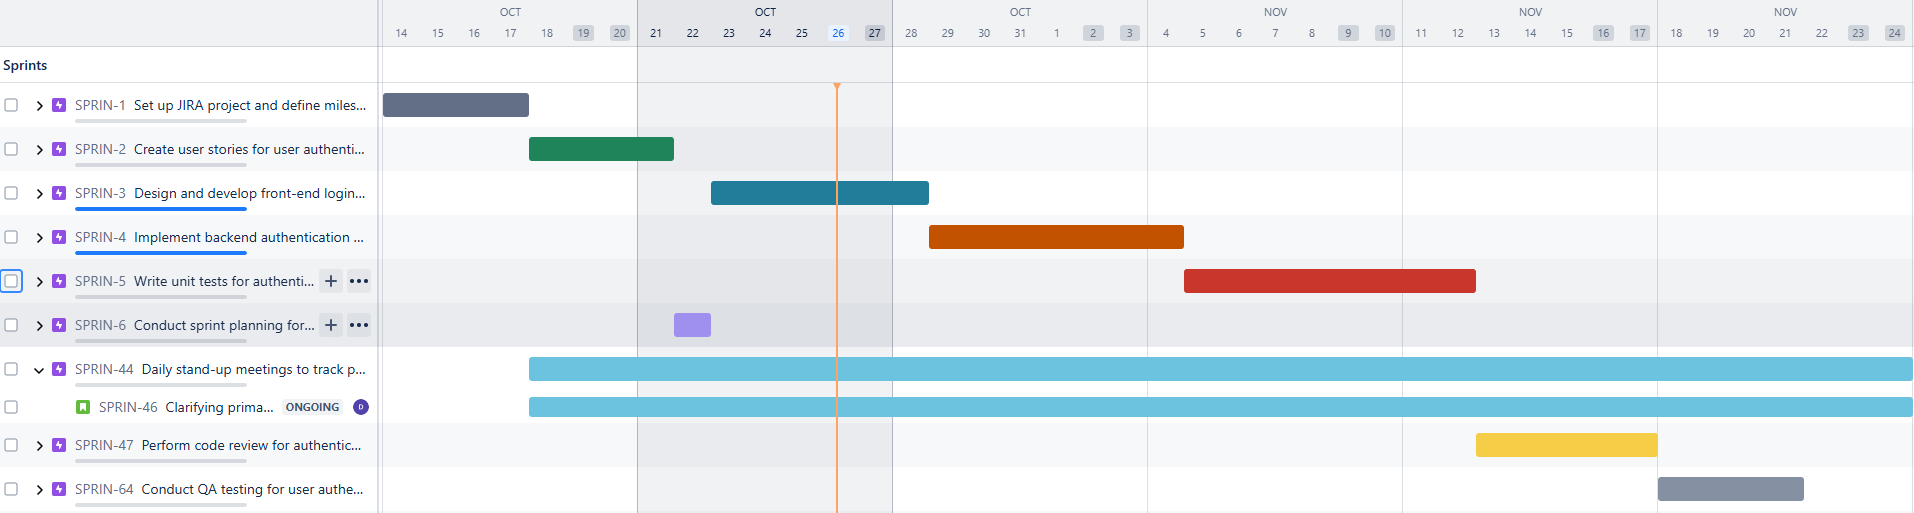 OCT OCT OCT NOV NOV NOV
14 15 16 17 18 19 20 21 22 23 24 25 26 27 28 29 30 31 1 2 3 4 5 6 7 8 9 10 11 12 13 14 15 16 17 18 19 20 21 22 23 24
Sprints
SPRIN-1 Set up JIRA project and define miles...
SPRIN-2 Create user stories for user authenti...
SPRIN-3 Design and develop front-end login...
SPRIN-4 Implement backend authentication ...
SPRIN-5 Write unit tests for authenti...
SPRIN-6 Conduct sprint planning for...
SPRIN-44 Daily stand-up meetings to track p...
SPRIN-46 Clarifying prima... ONGOING D
SPRIN-47 Perform code review for authentic...
SPRIN-64 Conduct QA testing for user authe...